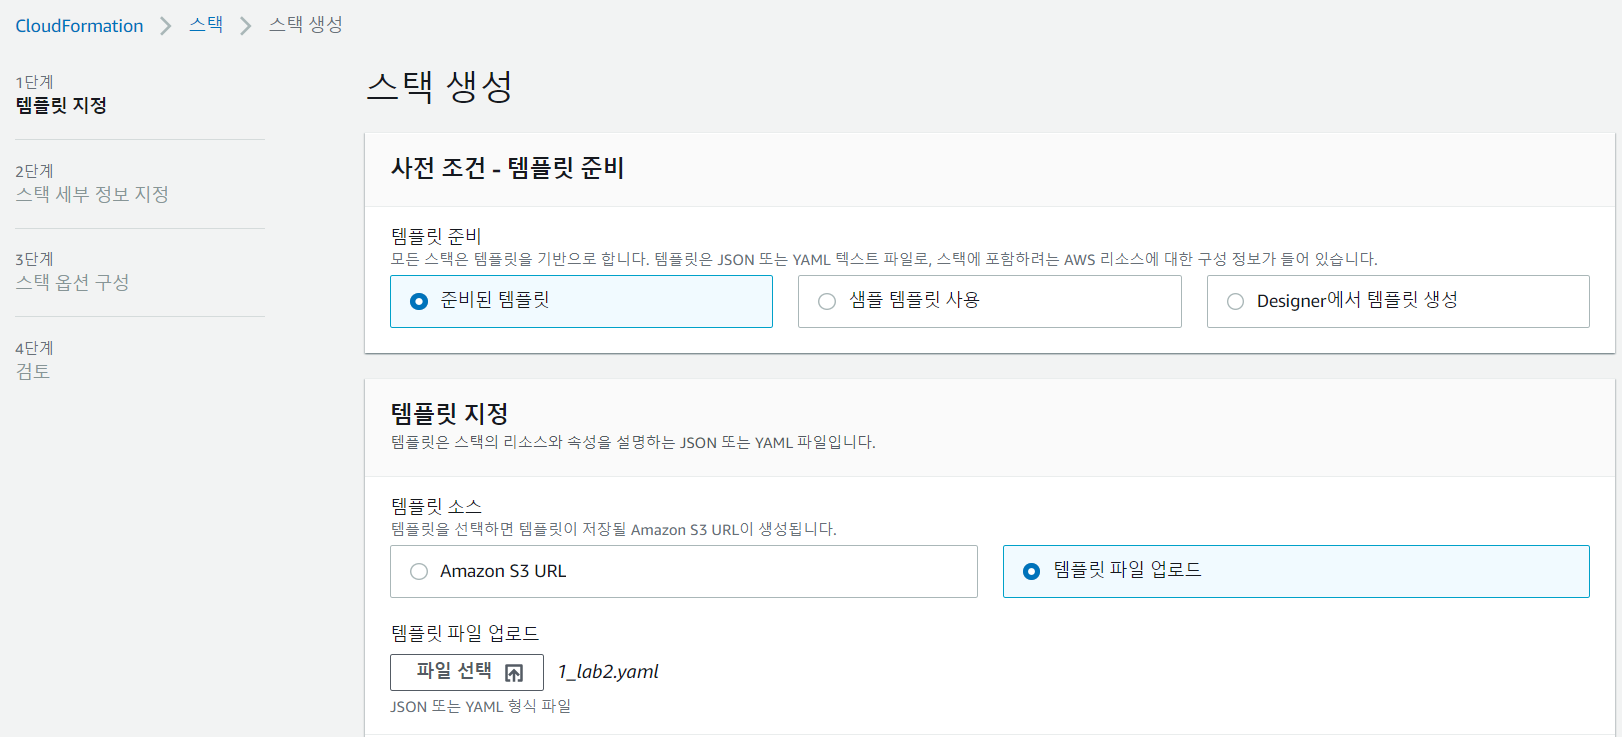 CloudFormation > 스택 > 스택 생성
1단계
템플릿 지정
2단계
스택 세부 정보 지정
3단계
스택 옵션 구성
4단계
검토
스택 생성
사전 조건 - 템플릿 준비
템플릿 준비
모든 스택은 템플릿을 기반으로 합니다. 템플릿은 JSON 또는 YAML 텍스트 파일로, 스택에 포함하려는 AWS 리소스에 대한 구성 정보가 들어 있습니다.
준비된 템플릿
샘플 템플릿 사용
Designer에서 템플릿 생성
템플릿 지정
템플릿은 스택의 리소스와 속성을 설명하는 JSON 또는 YAML 파일입니다.
템플릿 소스
템플릿을 선택하면 템플릿이 저장될 Amazon S3 URL이 생성됩니다.
Amazon S3 URL
템플릿 파일 업로드
템플릿 파일 업로드
파일 선택 1_lab2.yaml
JSON 또는 YAML 형식 파일